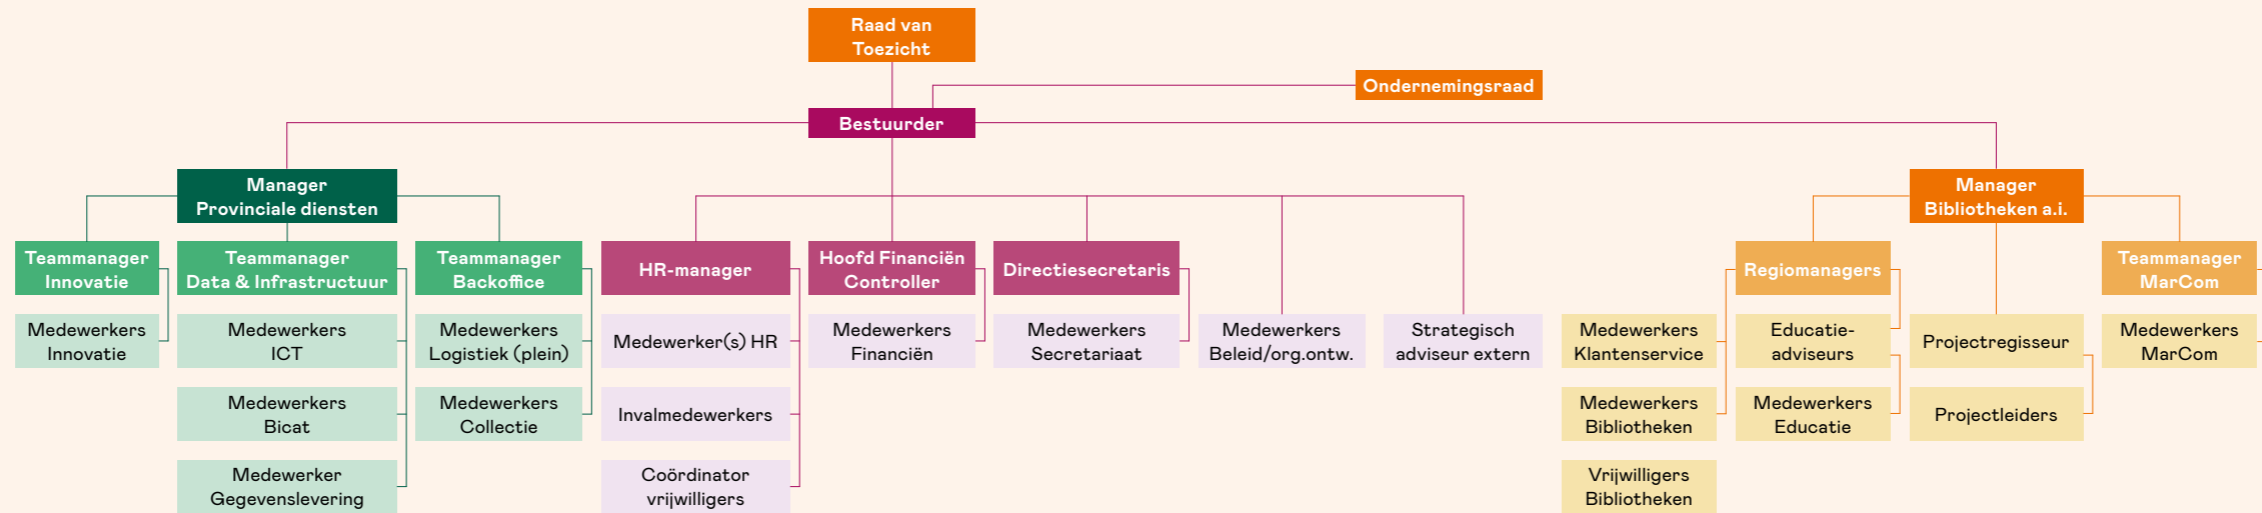 Raad van
Toezicht
Ondernemingsraad
Bestuurder
Manager
Provinciale diensten
Manager
Bibliotheken a.i.
Teammanager
Innovatie
Teammanager
Data & Infrastructuur
Teammanager
Backoffice
HR-manager
Hoofd Financiën
Controller
Directiesecretaris
Regiomanagers
Teammanager
MarCom
Medewerkers
Innovatie
Medewerkers
ICT
Medewerkers
Logistiek (plein)
Medewerker(s) HR
Medewerkers
Financiën
Medewerkers
Secretariaat
Medewerkers
Beleid/org.ontw.
Strategisch
adviseur extern
Medewerkers
Klantenservice
Educatie-
adviseurs
Projectregisseur
Medewerkers
MarCom
Medewerkers
Bicat
Medewerkers
Collectie
Invalmedewerkers
Medewerkers
Bibliotheken
Medewerkers
Educatie
Projectleiders
Medewerker
Gegevenslevering
Coördinator
vrijwilligers
Vrijwilligers
Bibliotheken